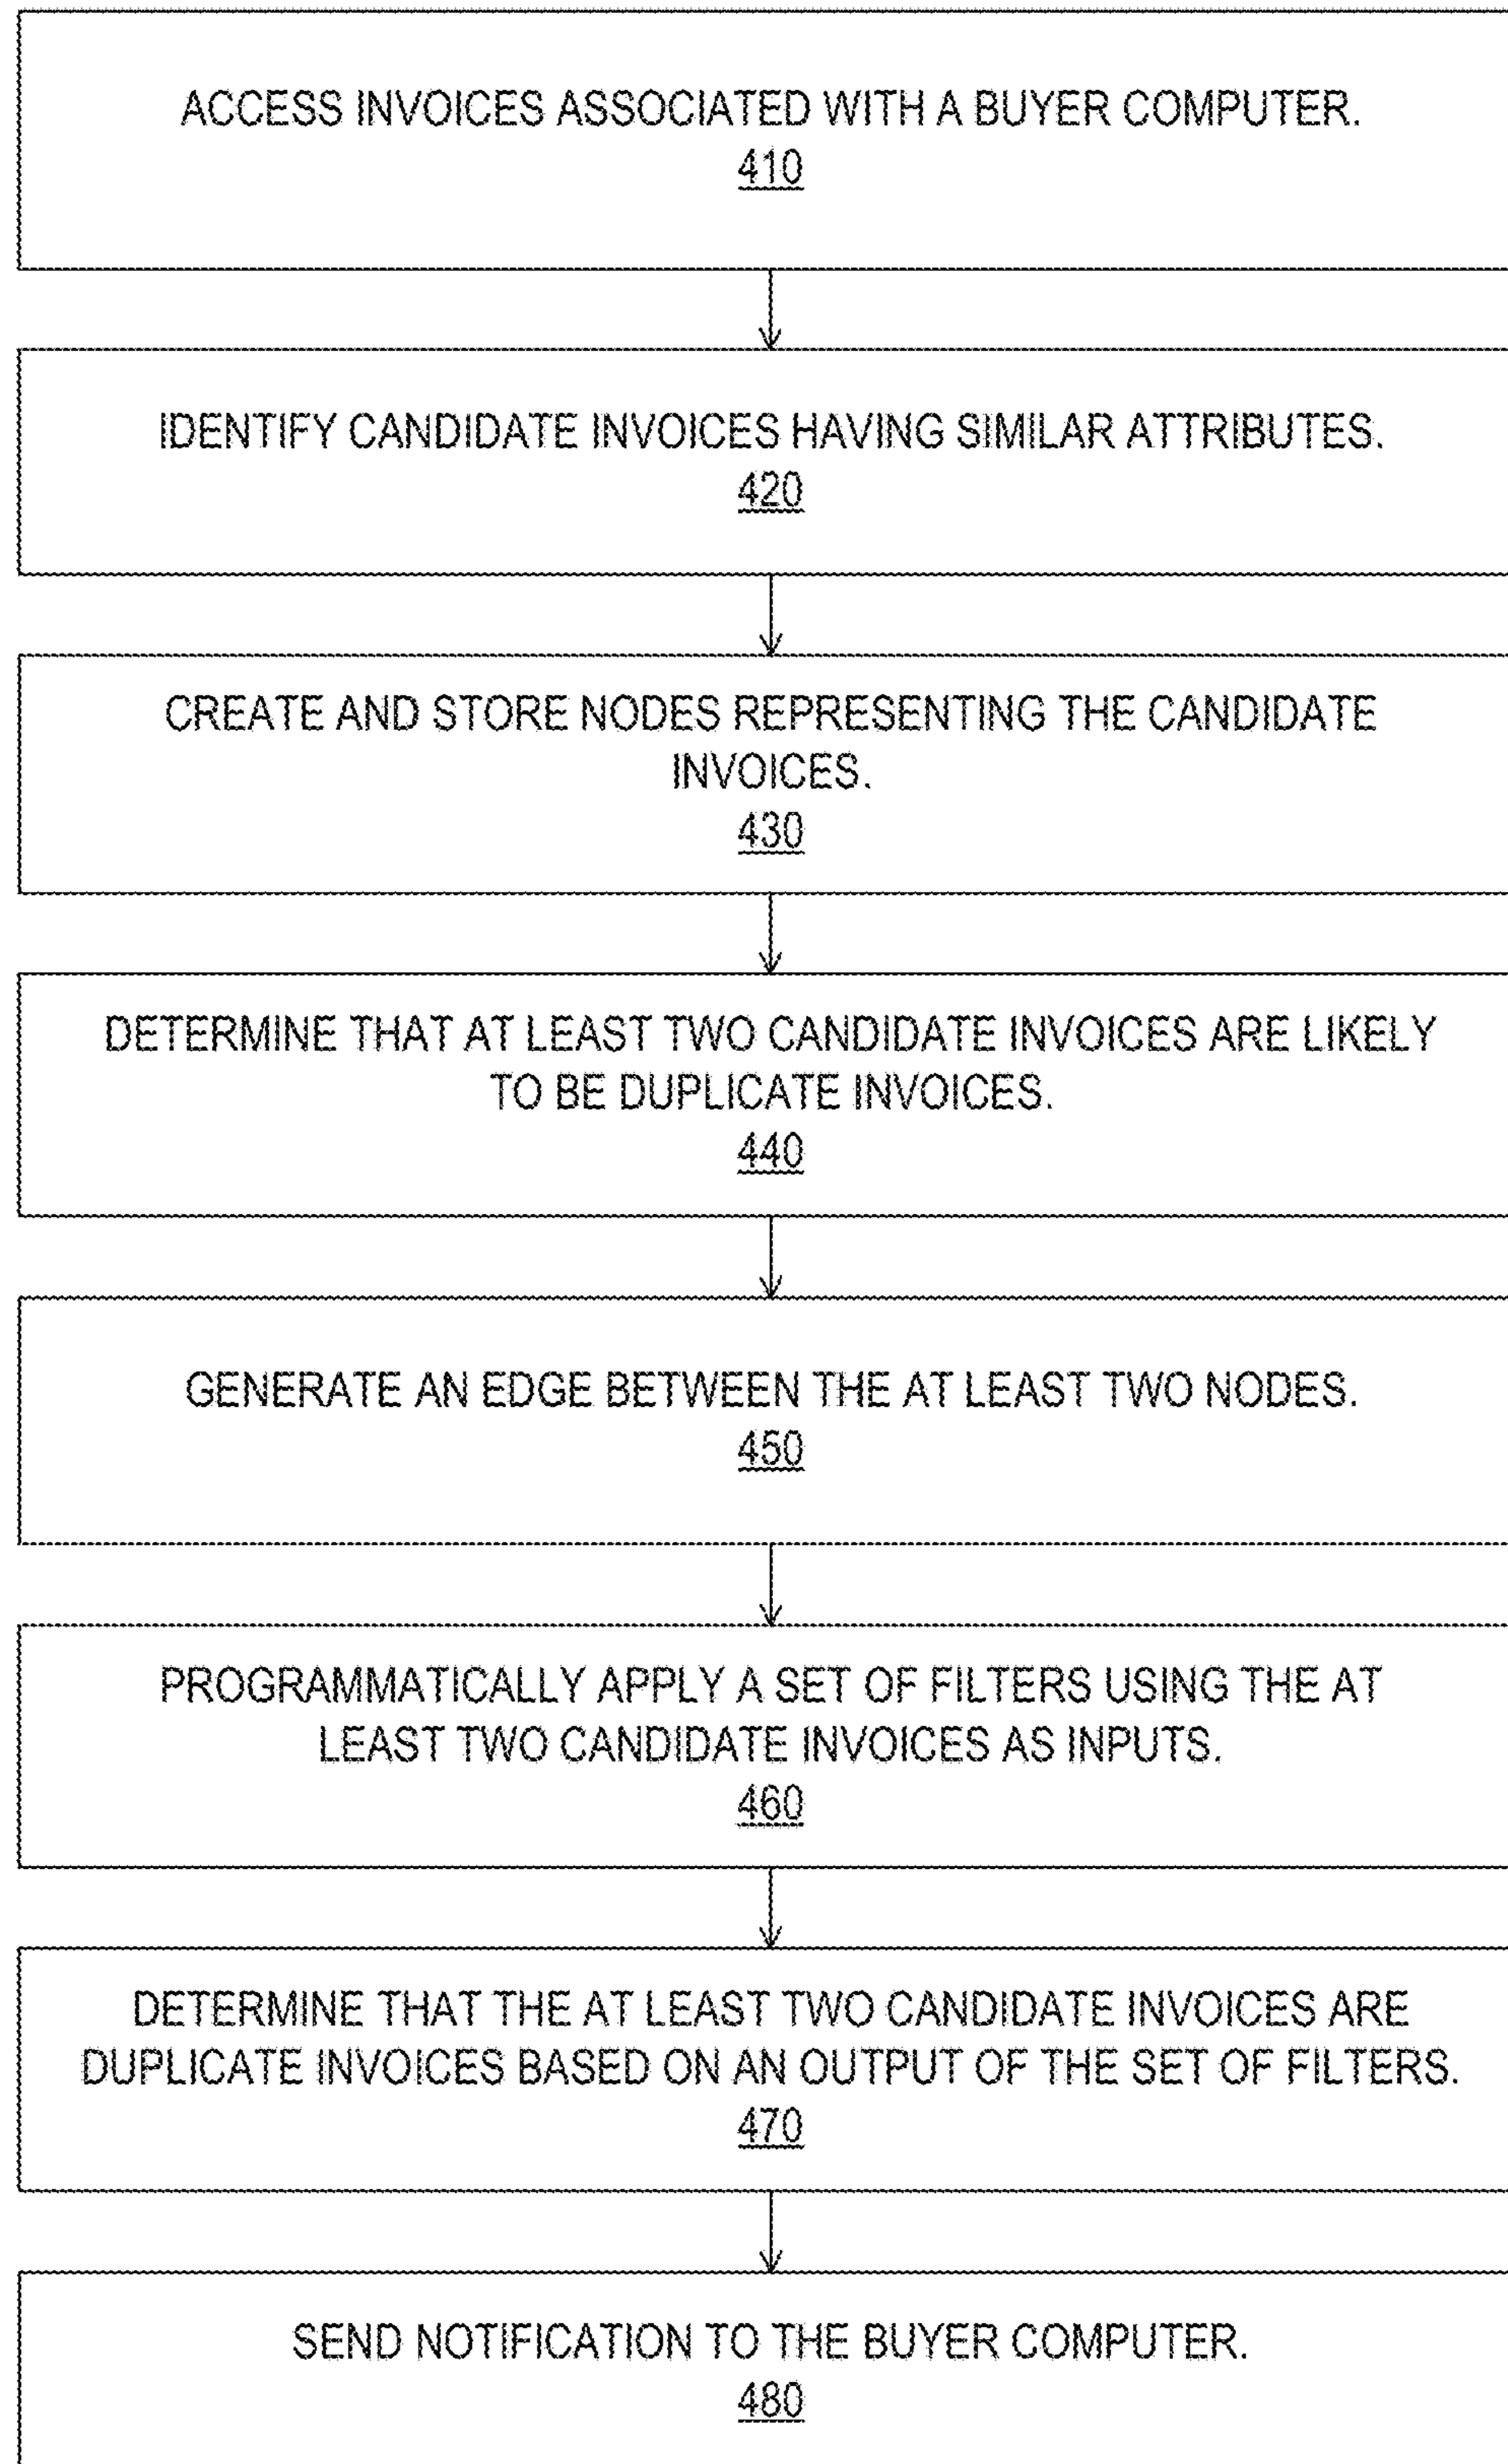 ACCESS INVOICES ASSOCIATED WITH A BUYER COMPUTER.
410
IDENTIFY CANDIDATE INVOICES HAVING SIMILAR ATTRIBUTES.
420
CREATE AND STORE NODES REPRESENTING THE CANDIDATE
INVOICES.
430
DETERMINE THAT AT LEAST TWO CANDIDATE INVOICES ARE LIKELY
TO BE DUPLICATE INVOICES.
440
GENERATE AN EDGE BETWEEN THE AT LEAST TWO NODES.
450
PROGRAMMATICALLY APPLY A SET OF FILTERS USING THE AT
LEAST TWO CANDIDATE INVOICES AS INPUTS.
460
DETERMINE THAT THE AT LEAST TWO CANDIDATE INVOICES ARE
DUPLICATE INVOICES BASED ON AN OUTPUT OF THE SET OF FILTERS.
470
SEND NOTIFICATION TO THE BUYER COMPUTER.
480